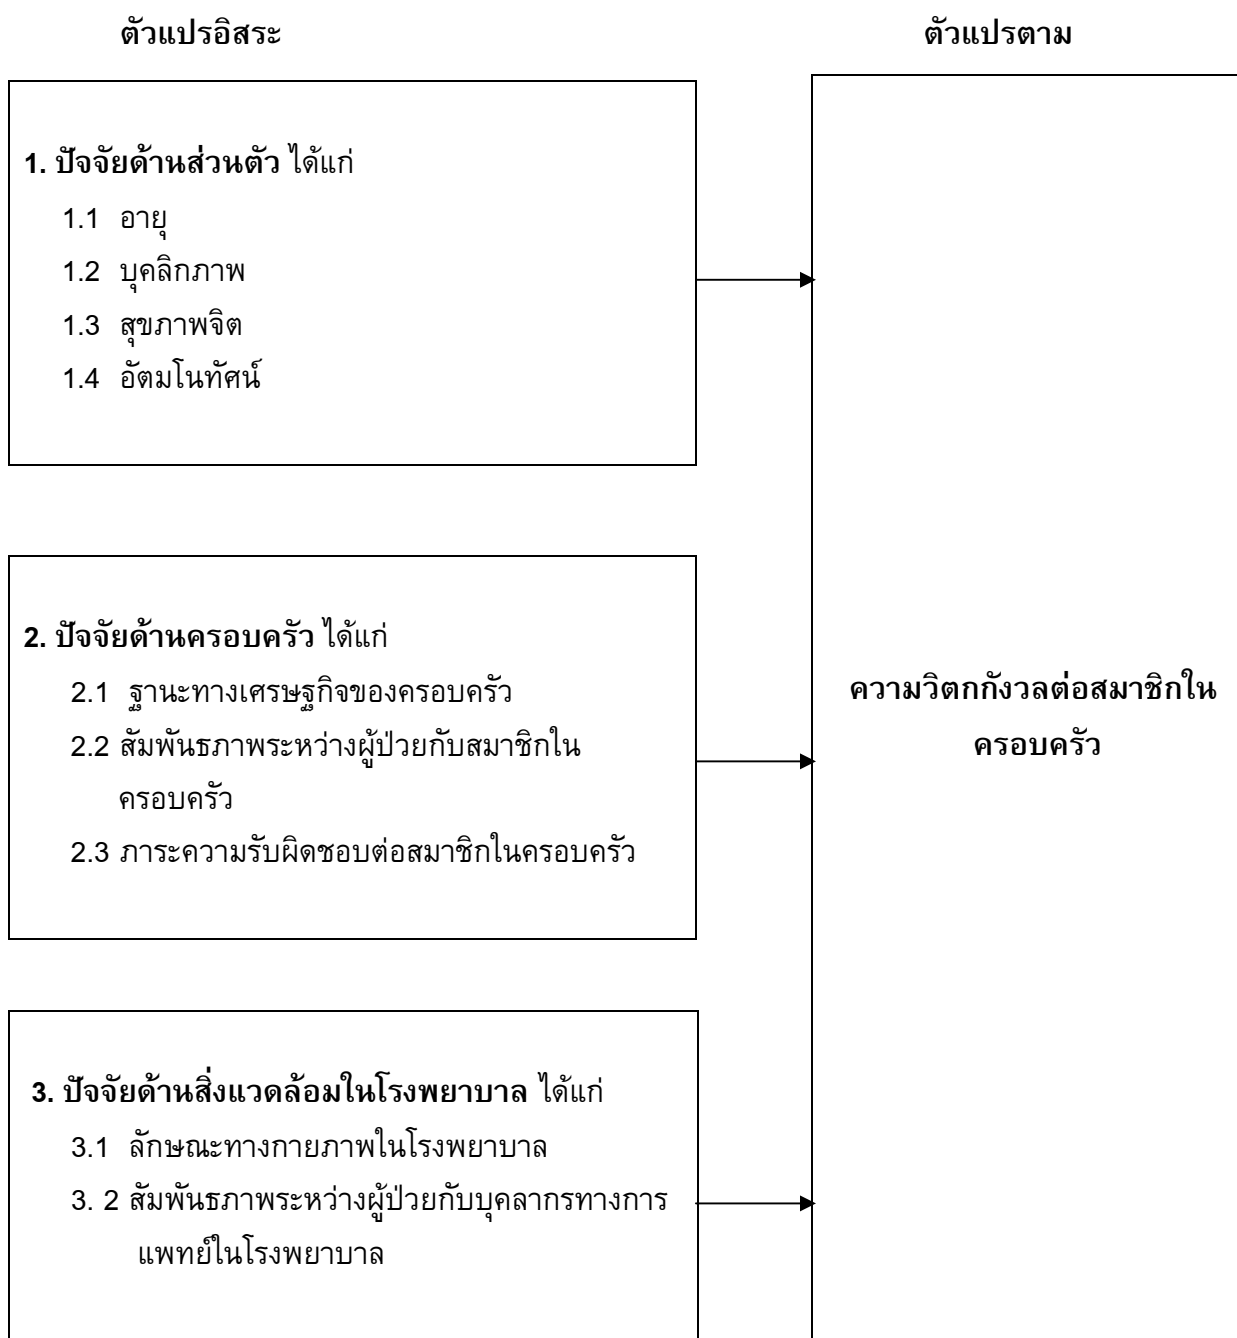 ตัวแปรอิสระ
ตัวแปรตาม
1. ปัจจัยด้านส่วนตัว ได้แก่
1.1 อายุ
1.2 บุคลิกภาพ
1.3 สุขภาพจิต
1.4 อัตมโนทัศน์
2. ปัจจัยด้านครอบครัว ได้แก่
2.1 ฐานะทางเศรษฐกิจของครอบครัว
2.2 สัมพันธภาพระหว่างผู้ป่วยกับสมาชิกใน
ครอบครัว
2.3 ภาระความรับผิดชอบต่อสมาชิกในครอบครัว
3. ปัจจัยด้านสิ่งแวดล้อมในโรงพยาบาล ได้แก่
3.1 ลักษณะทางกายภาพในโรงพยาบาล
3. 2 สัมพันธภาพระหว่างผู้ป่วยกับบุคลากรทางการ
แพทย์ในโรงพยาบาล
ความวิตกกังวลต่อสมาชิกใน
ครอบครัว